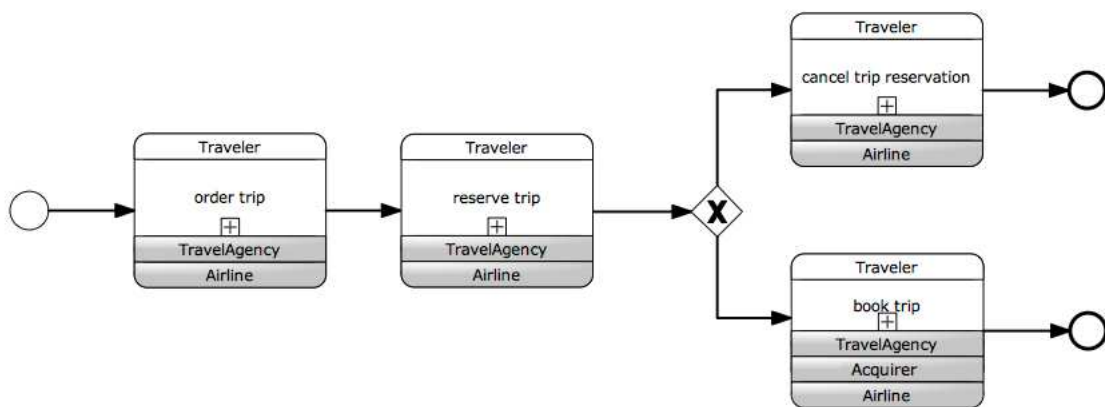 Traveler
order trip
+
TravelAgency
Airline
Traveler
reserve trip
+
TravelAgency
Airline
X
Traveler
cancel trip reservation
+
TravelAgency
Airline
Traveler
book trip
+
TravelAgency
Acquirer
Airline